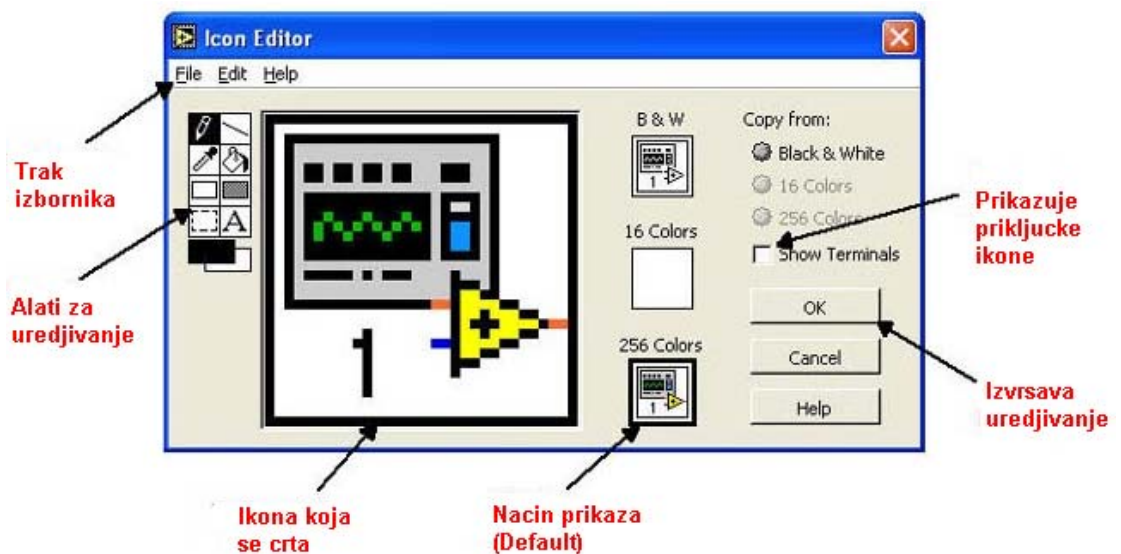 Icon Editor
File Edit Help
B & W
Copy from:
Black & White
16 Colors
256 Colors
Show Terminals
16 Colors
OK
256 Colors
Cancel
Help
A
1
1
1
Trak
izbornika
Alati za
uredjivanje
Prikazuje
prikljucke
ikone
Izvrsava
uredjivanje
Ikona koja
se crta
Nacin prikaza
(Default)